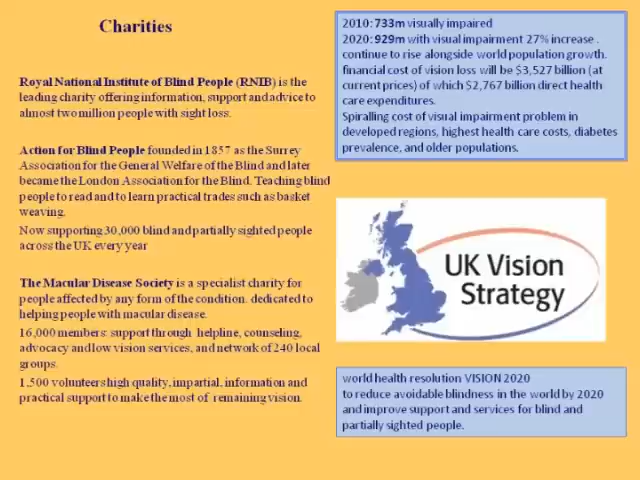 Charities
Royal National Institute of Blind People (RNIB) is the
leading charity offering information, support and advice to
almost two million people with sight loss.
Action for Blind People founded in 1857 as the Surrey
Association for the General Welfare of the Blind and later
became the London Association for the Blind. Teaching blind
people to read and to learn practical trades such as basket
weaving.
Now supporting 30,000 blind and partially sighted people
across the UK every year
The Macular Disease Society is a specialist charity for
people affected by any form of the condition. dedicated to
helping people with macular disease.
16,000 members: support through helpline, counseling,
advocacy and low vision services, and network of 240 local
groups.
1,500 volunteers high quality, impartial, information and
practical support to make the most of remaining vision.
2010: 733m visually impaired
2020: 929m with visual impairment 27% increase .
continue to rise alongside world population growth.
financial cost of vision loss will be $3,527 billion (at
current prices) of which $2,767 billion direct health
care expenditures.
Spiralling cost of visual impairment problem in
developed regions, highest health care costs, diabetes
prevalence, and older populations.
UK Vision
Strategy
world health resolution VISION 2020
to reduce avoidable blindness in the world by 2020
and improve support and services for blind and
partially sighted people.